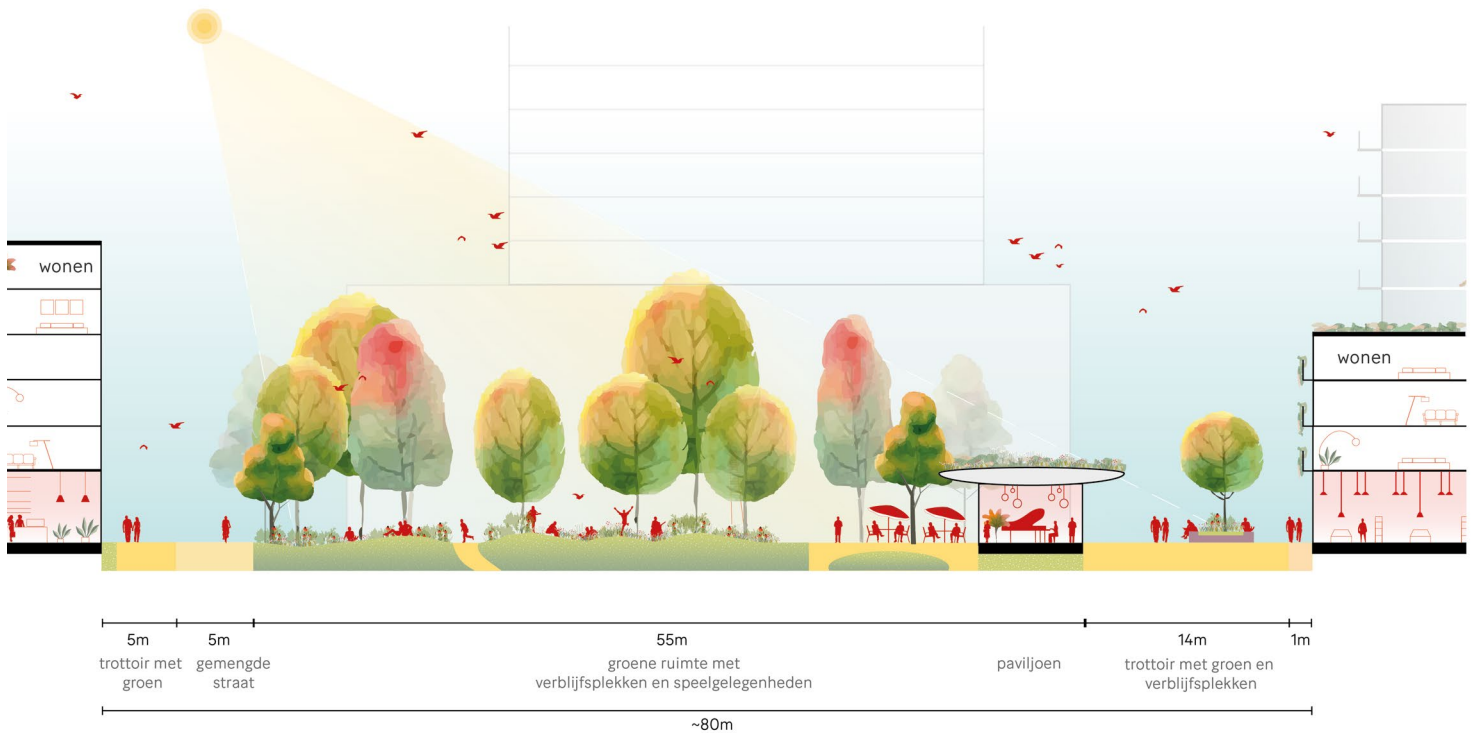 wonen
wonen
5m
5m
55m
14m
1m
trottoir met
groen
gemengde
straat
groene ruimte met
verblijfsplekken en speelgelegenheden
paviljoen
trottoir met groen en
verblijfsplekken
~80m